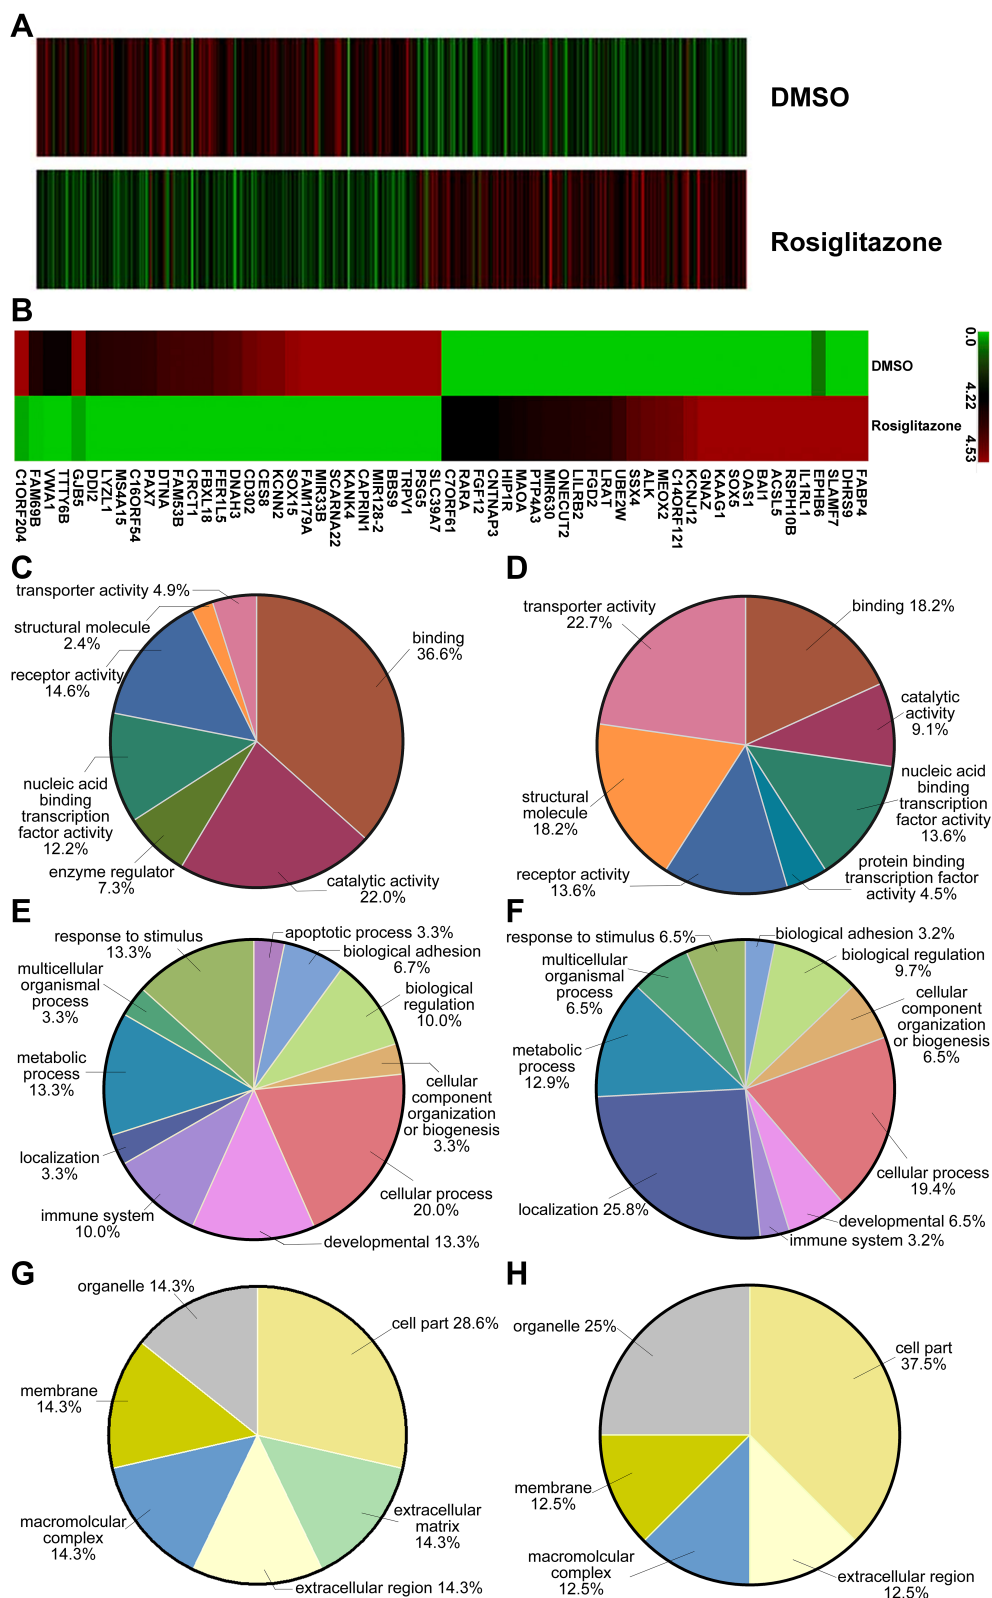 A
DMSO
Rosiglitazone
B
DMSO
Rosiglitazone
0.0
4.22
4.53
C1ORF204
FAM69B
VWA1
TTTY6B
GJB5
DDI2
LYZL1
MS4A15
C16ORF54
PAX7
DTNA
FAM53B
CRCT1
FBXL18
FER1L5
DNAH3
CD302
CES8
KCNN2
SOX15
FAM179A
MIR33B
SCARNA22
KANK4
CAPRIN1
MIR128-2
BBS9
TRPV1
PSG5
SLC39A7
C7ORF61
RARA
FGF12
CNTNAP3
HIP1R
MAOA
PTP4A3
MIR630
ONECUT2
LILRB2
FGD2
LRAT
UBE2W
SSX4
ALK
MEOX2
C14ORF121
KCNJ12
GNAZ
KAAG1
SOX5
OAS1
BAI1
ACSL5
RSPH10B
IL1RL1
EPHB6
SLAMF7
DHRS9
FABP4
C
transporter activity 4.9%
structural molecule
2.4%
receptor activity
14.6%
nucleic acid
binding
transcription
factor activity
12.2%
enzyme regulator
7.3%
catalytic activity
22.0%
binding
36.6%
D
transporter activity
22.7%
binding 18.2%
catalytic
activity
9.1%
nucleic acid
binding
transcription
factor activity
13.6%
protein binding
transcription factor
activity 4.5%
receptor activity
13.6%
structural
molecule
18.2%
E
response to stimulus
13.3%
apoptotic process 3.3%
biological adhesion
6.7%
biological
regulation
10.0%
cellular
component
organization
or biogenesis
3.3%
cellular process
20.0%
developmental 13.3%
immune system
10.0%
localization
3.3%
metabolic
process
13.3%
multicellular
organismal
process
3.3%
F
response to stimulus 6.5%
biological adhesion 3.2%
biological regulation
9.7%
cellular
component
organization
or biogenesis
6.5%
cellular process
19.4%
developmental 6.5%
immune system 3.2%
localization 25.8%
metabolic
process
12.9%
multicellular
organismal
process
6.5%
G
organelle 14.3%
cell part 28.6%
membrane
14.3%
macromolcular
complex
14.3%
extracellular
matrix
14.3%
extracellular region 14.3%
H
organelle 25%
cell part
37.5%
membrane
12.5%
macromolcular
complex
12.5%
extracellular region
12.5%